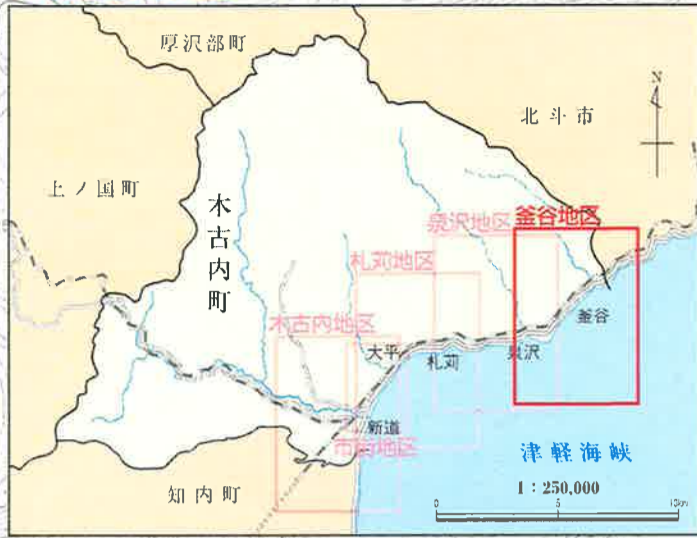 厚沢部町
北斗市
N
上ノ国町
木古内町
泉沢地区
釜谷地区
札苅地区
木古内地区
釜谷
大平
札苅
泉沢
新道
市街地区
津軽海峡
知内町
1:250,000
0 5 10km